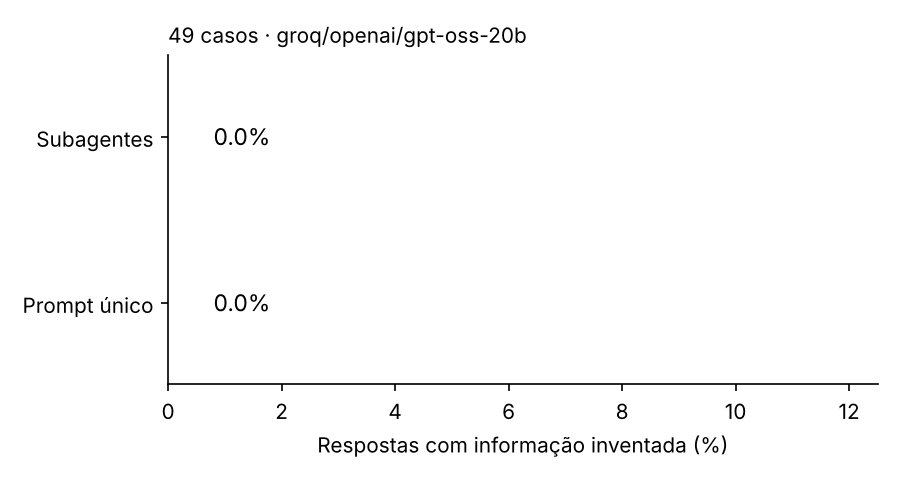 49 casos · groq/openai/gpt-oss-20b
Subagentes
0.0%
Prompt único
0.0%
0 2 4 6 8 10 12
Respostas com informação inventada (%)